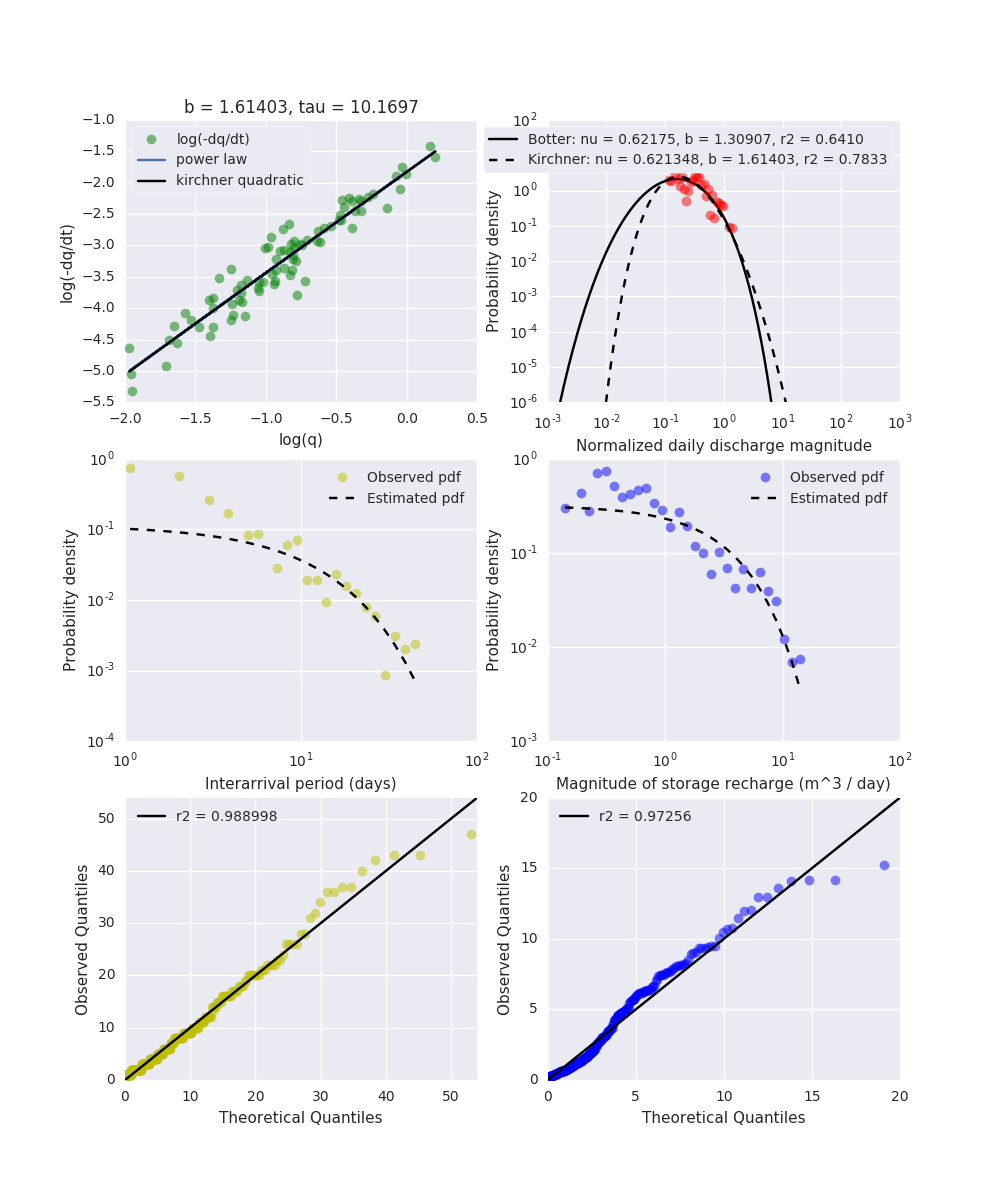 b = 1.61403, tau = 10.1697
−1.0
−1.5
−2.0
−2.5
−3.0
−3.5
−4.0
−4.5
−5.0
−5.5
log(-dq/dt)
log(-dq/dt)
power law
kirchner quadratic
−2.0 −1.5 −1.0 −0.5 0.0 0.5
log(q)
10^2
10^0
10^-1
10^-2
10^-3
10^-4
10^-5
10^-6
Probability density
Botter: nu = 0.62175, b = 1.30907, r2 = 0.6410
Kirchner: nu = 0.621348, b = 1.61403, r2 = 0.7833
10^-3 10^-2 10^-1 10^0 10^1 10^2 10^3
Normalized daily discharge magnitude
10^0
10^-1
10^-2
10^-3
10^-4
Probability density
Observed pdf
Estimated pdf
10^0 10^1 10^2
Interarrival period (days)
10^0
10^-1
10^-2
10^-3
Probability density
Observed pdf
Estimated pdf
10^-1 10^0 10^1 10^2
Magnitude of storage recharge (m^3 / day)
50
40
30
20
10
0
Observed Quantiles
r2 = 0.988998
0 10 20 30 40 50
Theoretical Quantiles
20
15
10
5
0
Observed Quantiles
r2 = 0.97256
0 5 10 15 20
Theoretical Quantiles